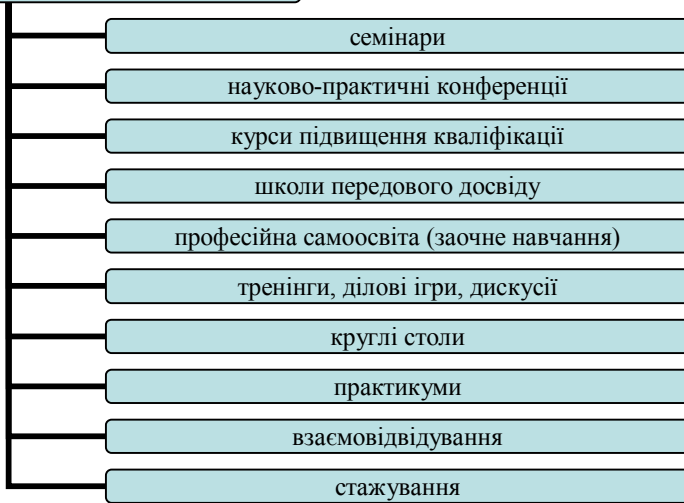 семінари
науково-практичні конференції
курси підвищення кваліфікації
школи передового досвіду
професійна самоосвіта (заочне навчання)
тренінги, ділові ігри, дискусії
круглі столи
практикуми
взаємовідвідування
стажування